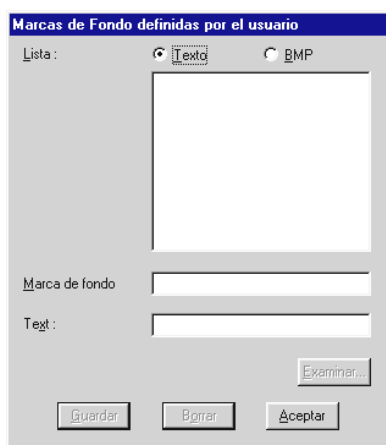 Marcas de Fondo definidas por el usuario
Lista : Texto BMP
Marca de fondo
Text :
Examinar...
Guardar Borrar Aceptar